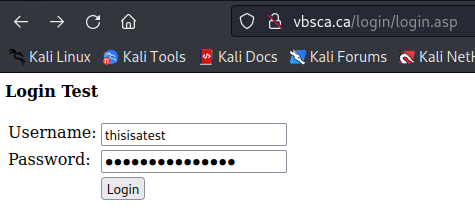 vbsca.ca/login/login.asp
Kali Linux Kali Tools Kali Docs Kali Forums Kali NetH
Login Test
Username: thisisatest
Password: ●●●●●●●●●●●●●●●
Login